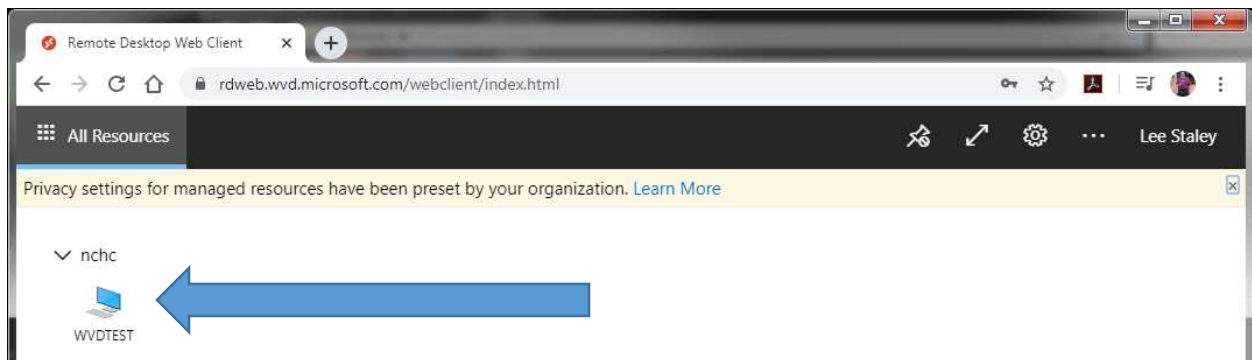 Remote Desktop Web Client
rdweb.wvd.microsoft.com/webclient/index.html
All Resources
Lee Staley
Privacy settings for managed resources have been preset by your organization. Learn More
nchc
WVDTEST